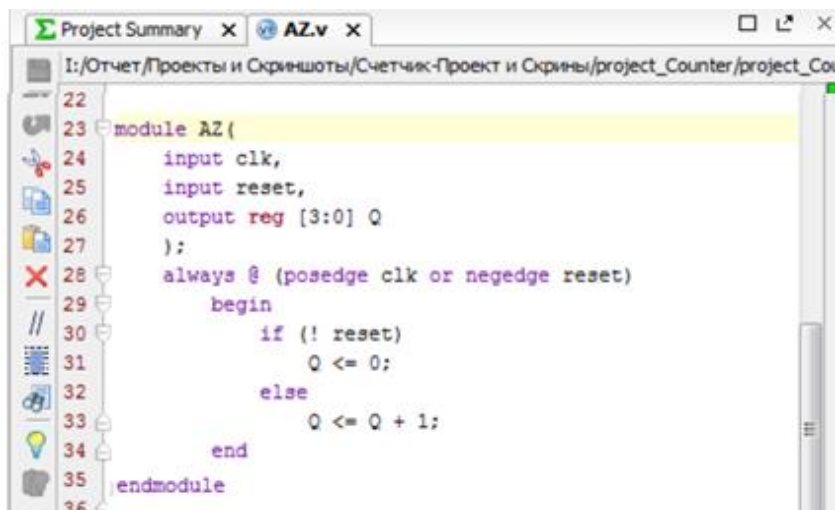 Project Summary AZ.v
I:/Отчет/Проекты и Скриншоты/Счетчик-Проект и Скрины/project_Counter/project_Cou
22
23 module AZ(
24 input clk,
25 input reset,
26 output reg [3:0] Q
27 );
28 always @ (posedge clk or negedge reset)
29 begin
30 if (! reset)
31 Q <= 0;
32 else
33 Q <= Q + 1;
34 end
35 endmodule
36